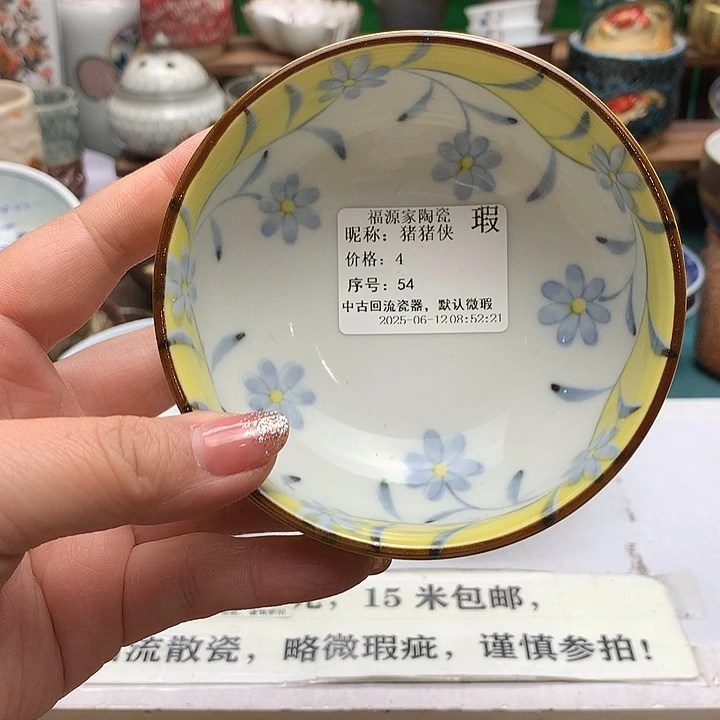 福源家陶瓷 瑕
昵称：猪猪侠
价格：4
序号：54
中古回流瓷器，默认微瑕
2025-06-12 08:52:21
元，15 米包邮，
流散瓷，略微瑕疵，谨慎参拍！